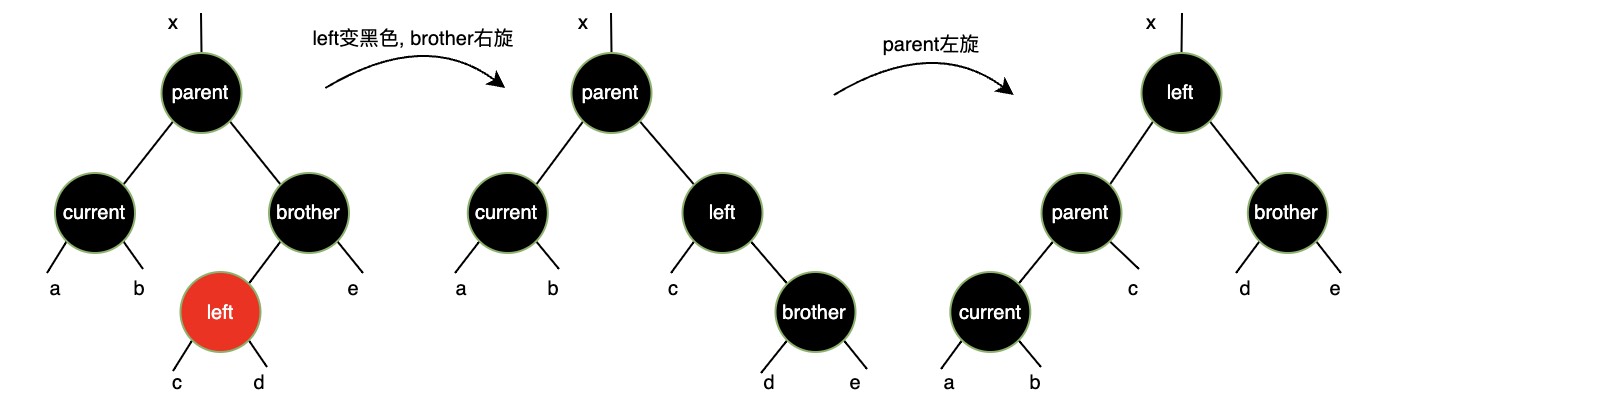 x
left变黑色, brother右旋
parent
current
brother
a
b
left
e
c
d
x
parent左旋
parent
current
left
a
b
c
brother
d
e
x
left
parent
brother
current
c
d
e
a
b